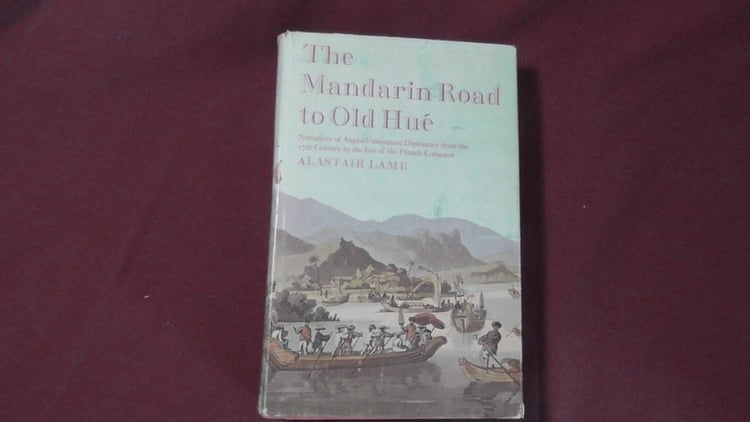 The
Mandarin Road
to Old Hué
Narratives of Anglo-Vietnamese Diplomacy from the
17th Century to the Eve of the French Conquest
ALASTAIR LAMB